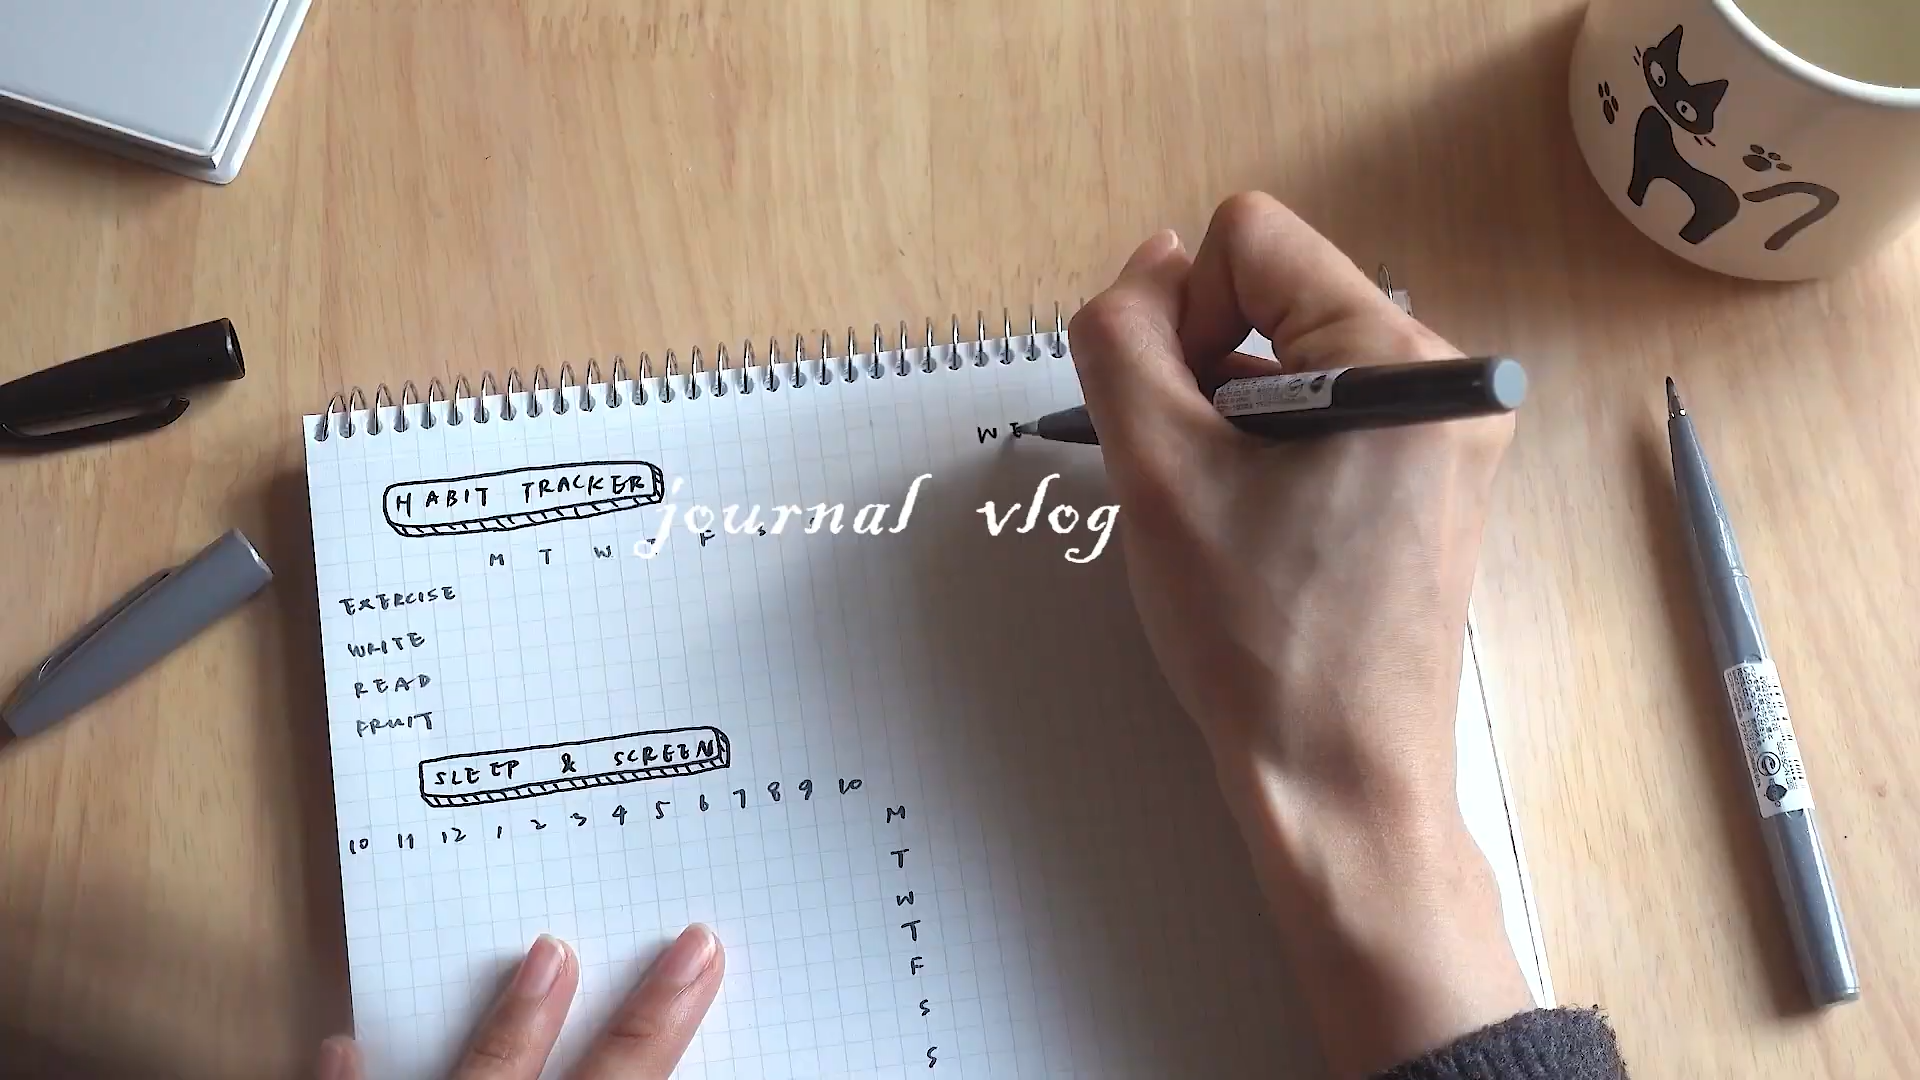 HABIT TRACKER
M T W T F S
EXERCISE
WRITE
READ
FRUIT
SLEEP & SCREEN
10 11 12 1 2 3 4 5 6 7 8 9 10
M
T
W
T
F
S
S
WE
journal vlog